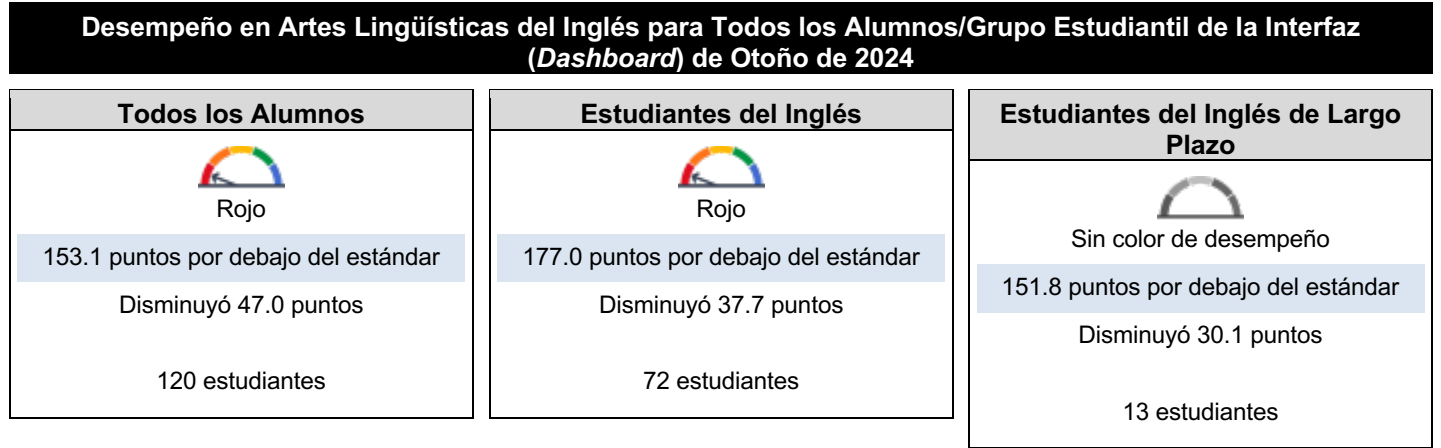 Desempeño en Artes Lingüísticas del Inglés para Todos los Alumnos/Grupo Estudiantil de la Interfaz
(Dashboard) de Otoño de 2024
Todos los Alumnos
Rojo
153.1 puntos por debajo del estándar
Disminuyó 47.0 puntos
120 estudiantes
Estudiantes del Inglés
Rojo
177.0 puntos por debajo del estándar
Disminuyó 37.7 puntos
72 estudiantes
Estudiantes del Inglés de Largo
Plazo
Sin color de desempeño
151.8 puntos por debajo del estándar
Disminuyó 30.1 puntos
13 estudiantes